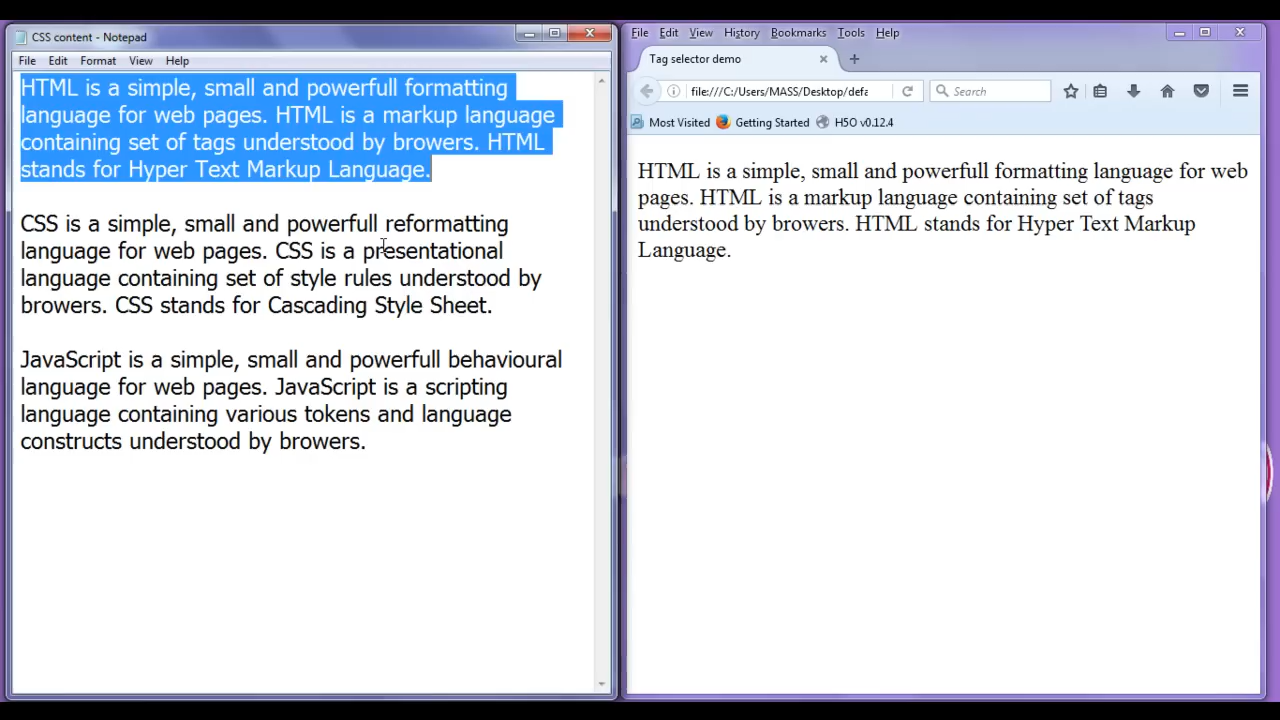 CSS content - Notepad
File Edit Format View Help
HTML is a simple, small and powerfull formatting
language for web pages. HTML is a markup language
containing set of tags understood by browers. HTML
stands for Hyper Text Markup Language.
CSS is a simple, small and powerfull reformatting
language for web pages. CSS is a presentational
language containing set of style rules understood by
browers. CSS stands for Cascading Style Sheet.
JavaScript is a simple, small and powerfull behavioural
language for web pages. JavaScript is a scripting
language containing various tokens and language
constructs understood by browers.
File Edit View History Bookmarks Tools Help
Tag selector demo
file:///C:/Users/MASS/Desktop/defa
Search
Most Visited Getting Started H5O v0.12.4
HTML is a simple, small and powerfull formatting language for web
pages. HTML is a markup language containing set of tags
understood by browers. HTML stands for Hyper Text Markup
Language.